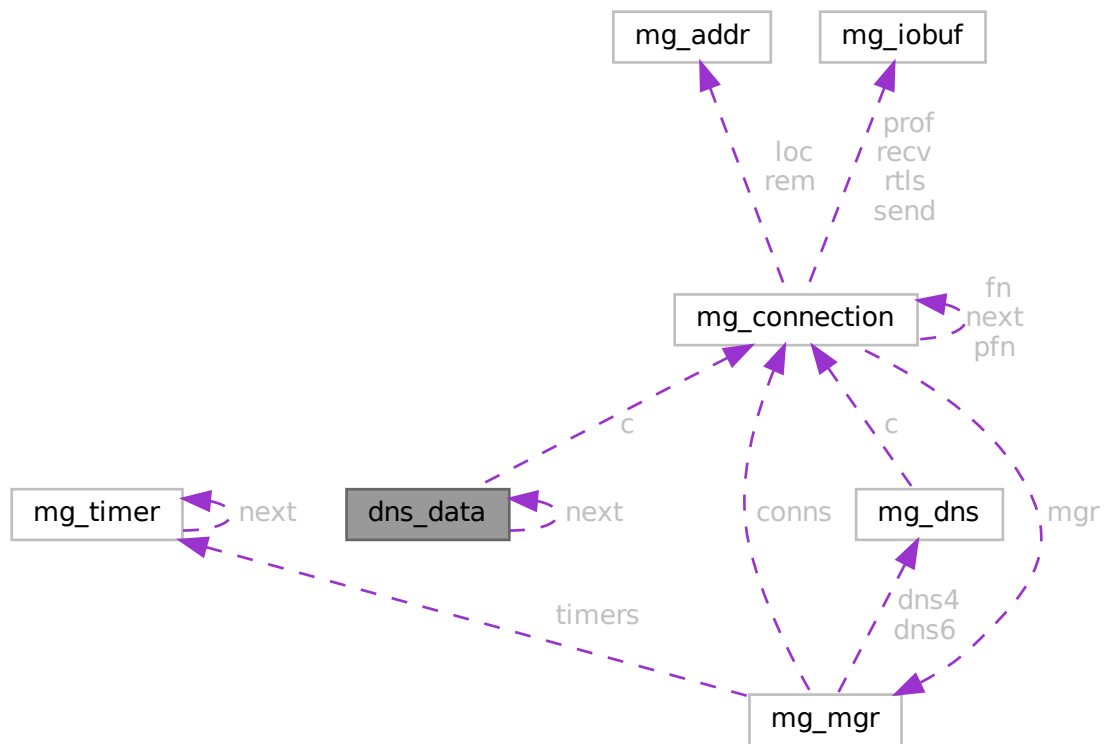 mg_addr
mg_iobuf
prof
recv
rtls
send
loc
rem
mg_connection
fn
next
pfn
c
c
mg_timer
next
dns_data
next
conns
mg_dns
mgr
timers
dns4
dns6
mg_mgr